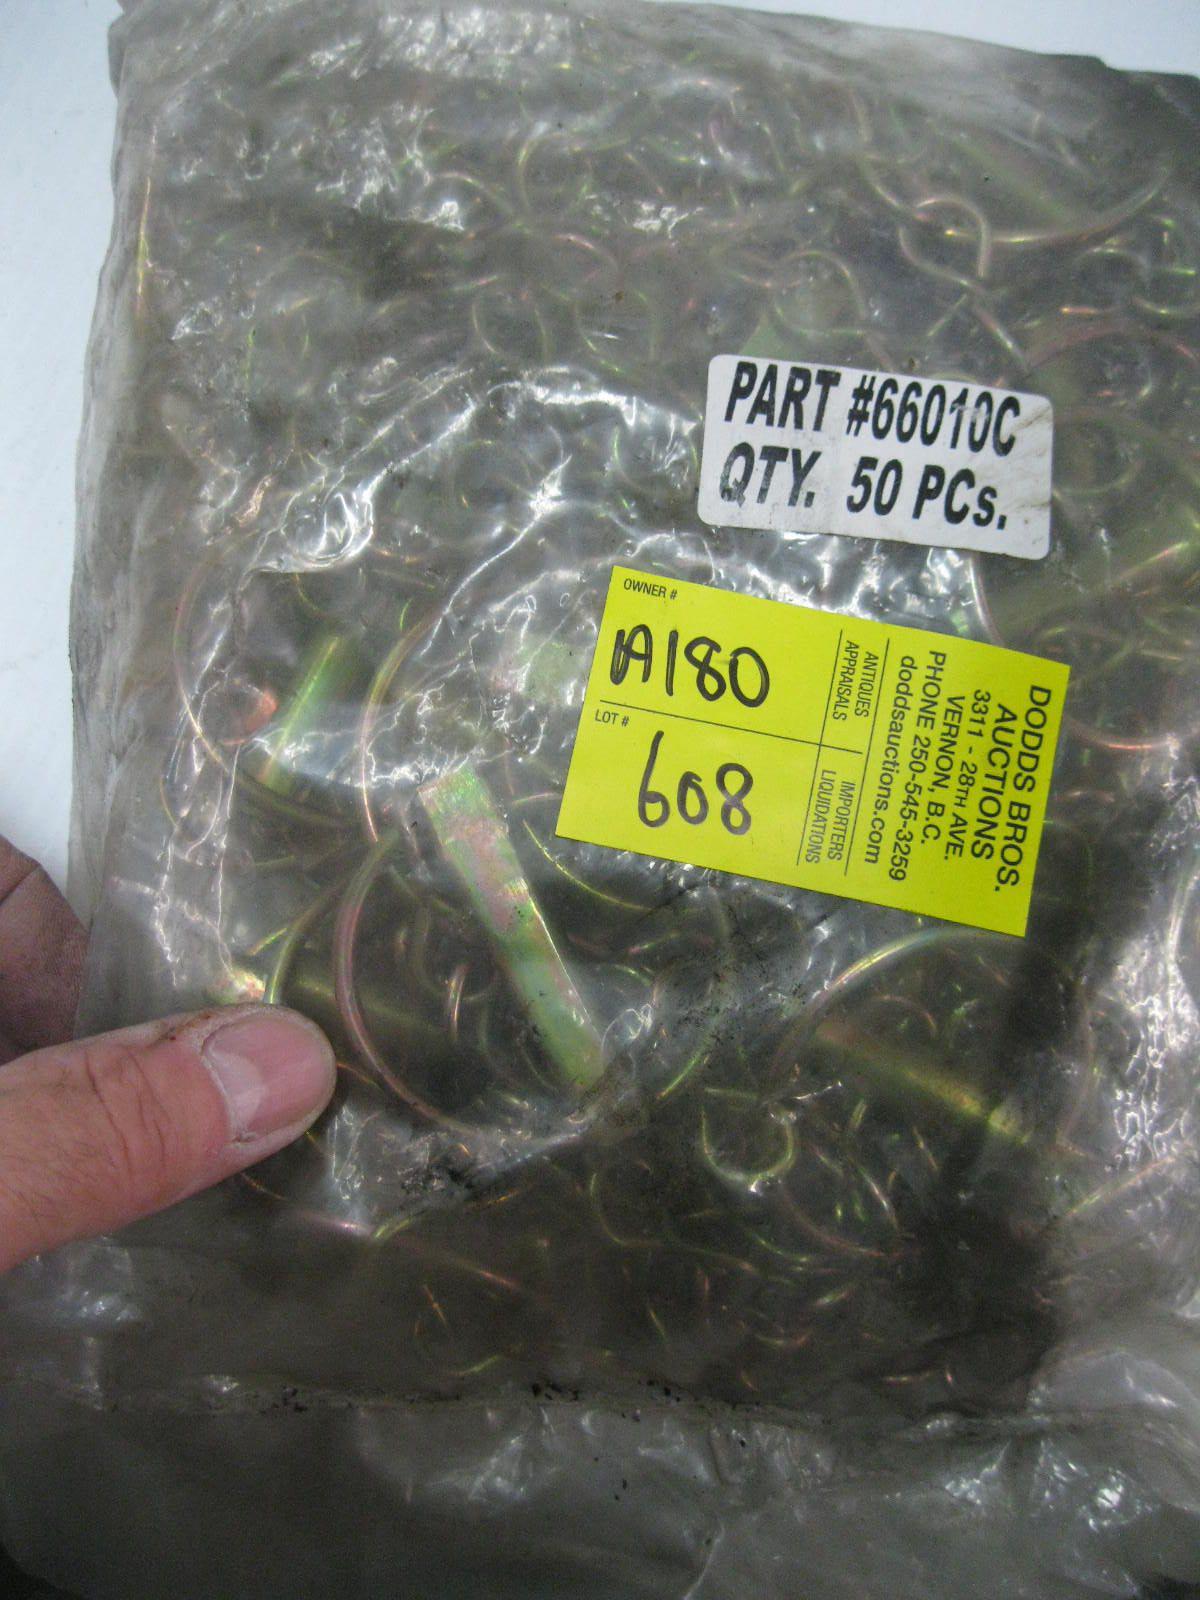 PART #66010C
QTY. 50 PCs.
OWNER #
A180
LOT #
608
DODDS BROS.
AUCTIONS
3311 - 28TH AVE.
VERNON, B.C.
PHONE 250-545-3259
doddsauctions.com
ANTIQUES
APPRAISALS
IMPORTERS
LIQUIDATIONS